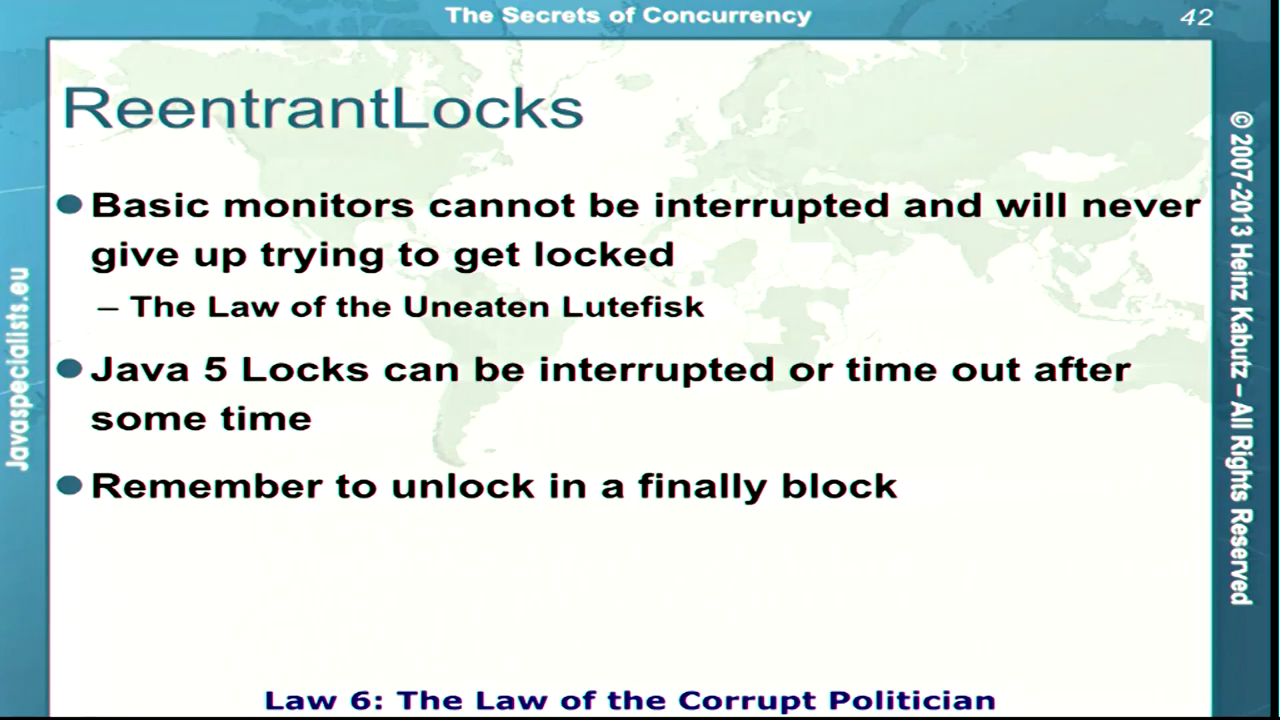 The Secrets of Concurrency
42
ReentrantLocks
Basic monitors cannot be interrupted and will never
give up trying to get locked
– The Law of the Uneaten Lutefisk
Java 5 Locks can be interrupted or time out after
some time
Remember to unlock in a finally block
Law 6: The Law of the Corrupt Politician
Javaspecialists.eu
© 2007-2013 Heinz Kabutz – All Rights Reserved